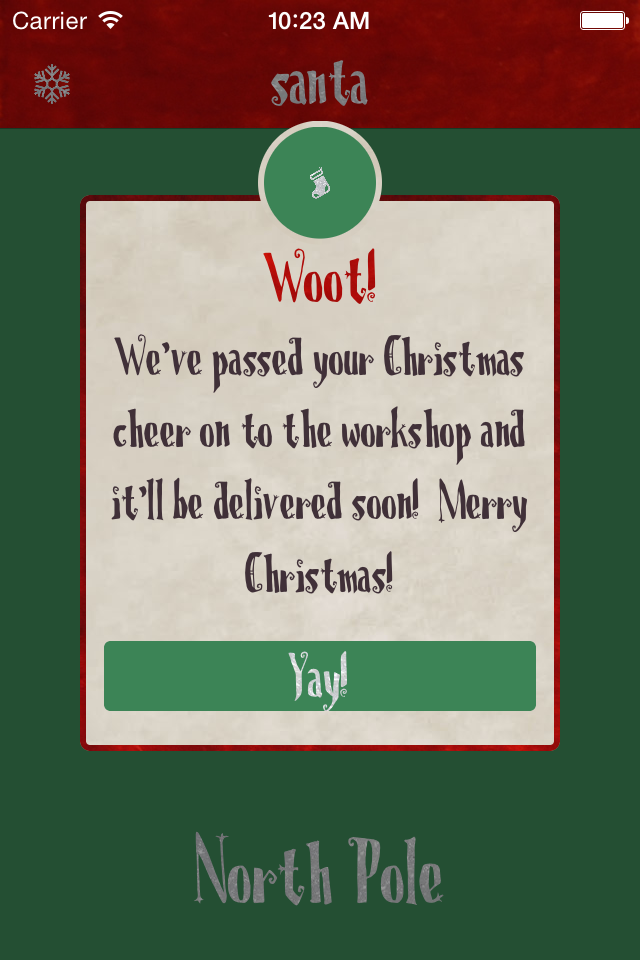 Carrier 10:23 AM
santa
Woot!
We've passed your Christmas
cheer on to the workshop and
it'll be delivered soon! Merry
Christmas!
Yay!
North Pole